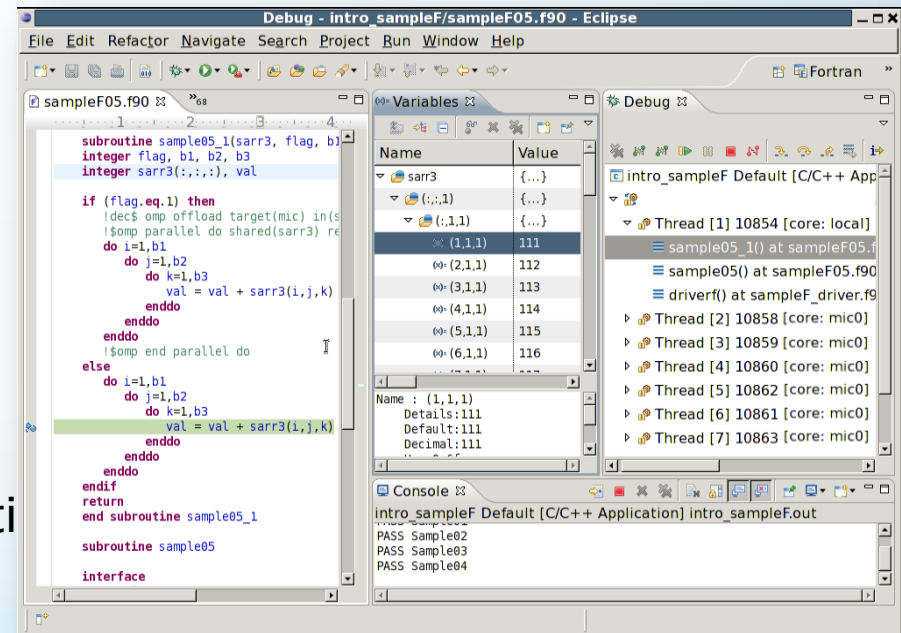 Debug - intro_sampleF/sampleF05.f90 - Eclipse
File Edit Refactor Navigate Search Project Run Window Help
Fortran »
sampleF05.f90 »68
1 2 3 4
subroutine sample05_1(sarr3, flag, b1
integer flag, b1, b2, b3
integer sarr3(:,:,:), val
if (flag.eq.1) then
!dec$ omp offload target(mic) in(s
!$omp parallel do shared(sarr3) re
do i=1,b1
do j=1,b2
do k=1,b3
val = val + sarr3(i,j,k)
enddo
enddo
enddo
!$omp end parallel do
else
do i=1,b1
do j=1,b2
do k=1,b3
val = val + sarr3(i,j,k)
enddo
enddo
enddo
endif
return
end subroutine sample05_1
subroutine sample05
interface
(x)= Variables
Name Value
sarr3 {...}
(:,:,1) {...}
(:,1,1) {...}
(x)= (1,1,1) 111
(x)= (2,1,1) 112
(x)= (3,1,1) 113
(x)= (4,1,1) 114
(x)= (5,1,1) 115
(x)= (6,1,1) 116
Name : (1,1,1)
Details:111
Default:111
Decimal:111
Debug
intro_sampleF Default [C/C++ App
Thread [1] 10854 [core: local]
sample05_1() at sampleF05.f
sample05() at sampleF05.f90
driverf() at sampleF_driver.f9
Thread [2] 10858 [core: mic0]
Thread [3] 10859 [core: mic0]
Thread [4] 10860 [core: mic0]
Thread [5] 10862 [core: mic0]
Thread [6] 10861 [core: mic0]
Thread [7] 10863 [core: mic0]
Console
intro_sampleF Default [C/C++ Application] intro_sampleF.out
PASS Sample02
PASS Sample03
PASS Sample04
ti